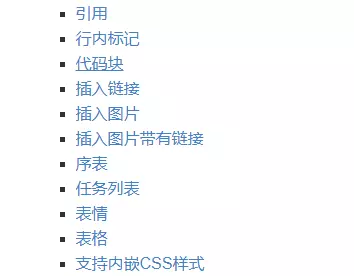 引用
行内标记
代码块
插入链接
插入图片
插入图片带有链接
序表
任务列表
表情
表格
支持内嵌CSS样式